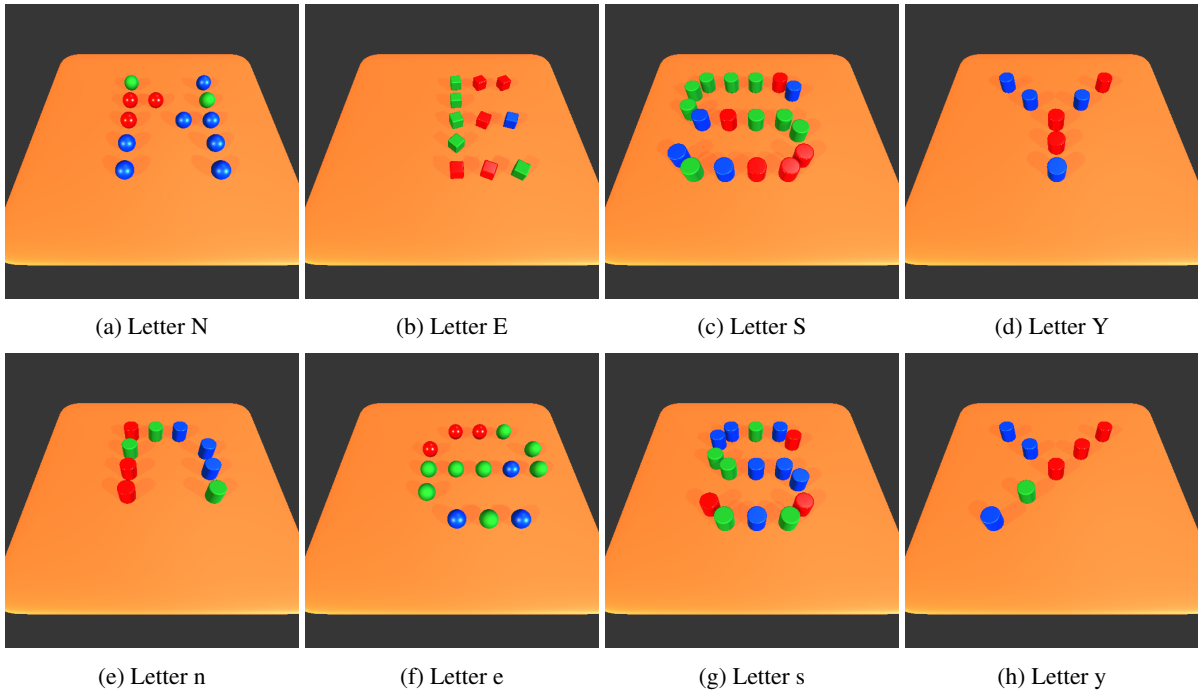 (a) Letter N
(b) Letter E
(c) Letter S
(d) Letter Y
(e) Letter n
(f) Letter e
(g) Letter s
(h) Letter y